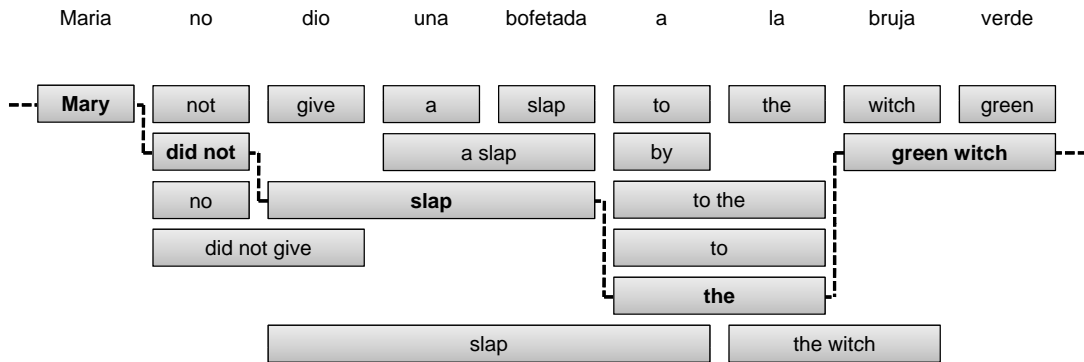 Maria no dio una bofetada a la bruja verde
Mary not give a slap to the witch green
did not a slap by green witch
no slap to the
did not give to
the
slap the witch